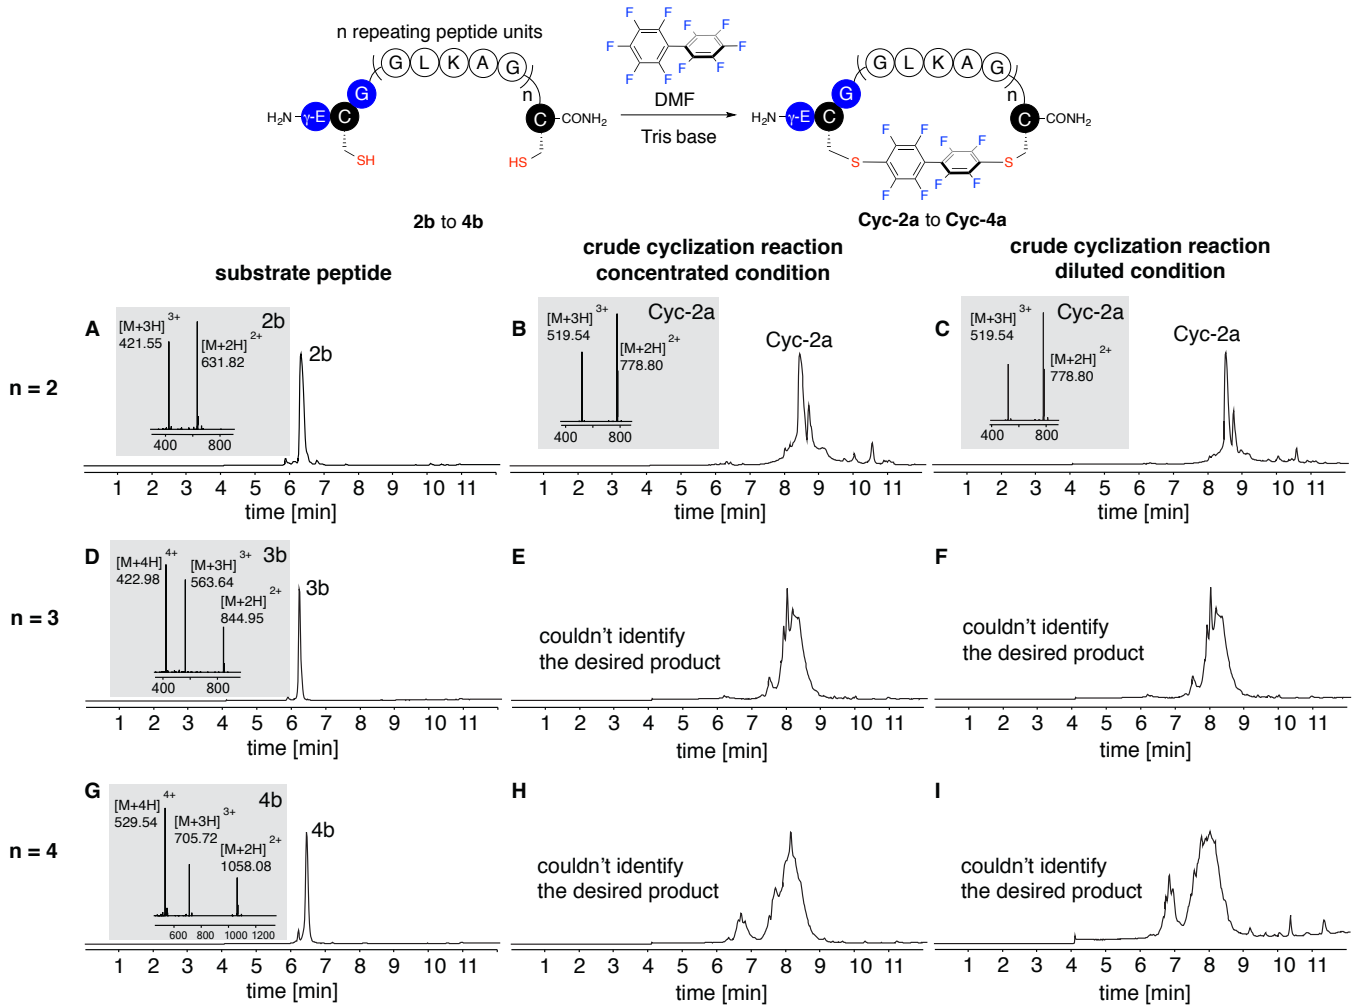 n repeating peptide units
G L K A G
n
G
H₂N γ-E C
C CONH₂
SH
HS
F F F F F F F F F F
DMF
Tris base
G L K A G
n
G
H₂N γ-E C
C CONH₂
S
S
F F F F F F F F
2b to 4b
Cyc-2a to Cyc-4a
substrate peptide
crude cyclization reaction
concentrated condition
crude cyclization reaction
diluted condition
n = 2
A
2b
[M+3H]³⁺
421.55
[M+2H]²⁺
631.82
400 800
2b
1 2 3 4 5 6 7 8 9 10 11
time [min]
B
Cyc-2a
[M+3H]³⁺
519.54
[M+2H]²⁺
778.80
400 800
Cyc-2a
1 2 3 4 5 6 7 8 9 10 11
time [min]
C
Cyc-2a
[M+3H]³⁺
519.54
[M+2H]²⁺
778.80
400 800
Cyc-2a
1 2 3 4 5 6 7 8 9 10 11
time [min]
n = 3
D
3b
[M+4H]⁴⁺
422.98
[M+3H]³⁺
563.64
[M+2H]²⁺
844.95
400 800
3b
1 2 3 4 5 6 7 8 9 10 11
time [min]
E
couldn't identify
the desired product
1 2 3 4 5 6 7 8 9 10 11
time [min]
F
couldn't identify
the desired product
1 2 3 4 5 6 7 8 9 10 11
time [min]
n = 4
G
4b
[M+4H]⁴⁺
529.54
[M+3H]³⁺
705.72
[M+2H]²⁺
1058.08
600 800 1000 1200
4b
1 2 3 4 5 6 7 8 9 10 11
time [min]
H
couldn't identify
the desired product
1 2 3 4 5 6 7 8 9 10 11
time [min]
I
couldn't identify
the desired product
1 2 3 4 5 6 7 8 9 10 11
time [min]